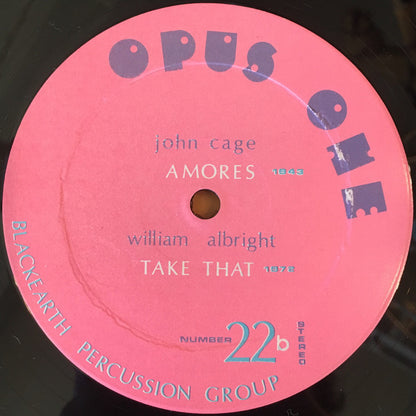 OPUS ONE
john cage
AMORES 1943
william albright
TAKE THAT 1972
NUMBER 22b STEREO
BLACKEARTH PERCUSSION GROUP